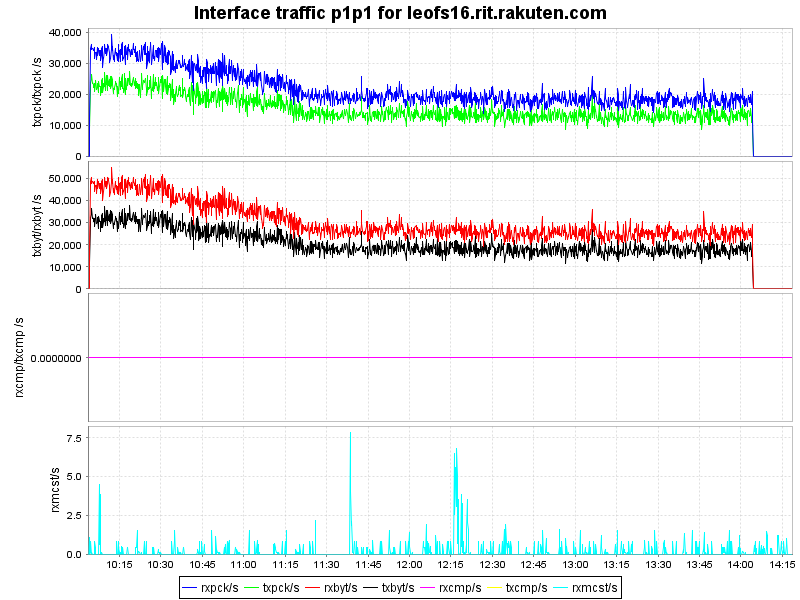 Interface traffic p1p1 for leofs16.rit.rakuten.com
txpck/txpck /s
40,000
30,000
20,000
10,000
0
txbyt/rxbyt /s
50,000
40,000
30,000
20,000
10,000
0
rxcmp/txcmp /s
0.0000000
rxmcst/s
7.5
5.0
2.5
0.0
10:15 10:30 10:45 11:00 11:15 11:30 11:45 12:00 12:15 12:30 12:45 13:00 13:15 13:30 13:45 14:00 14:15
rxpck/s txpck/s rxbyt/s txbyt/s rxcmp/s txcmp/s rxmcst/s